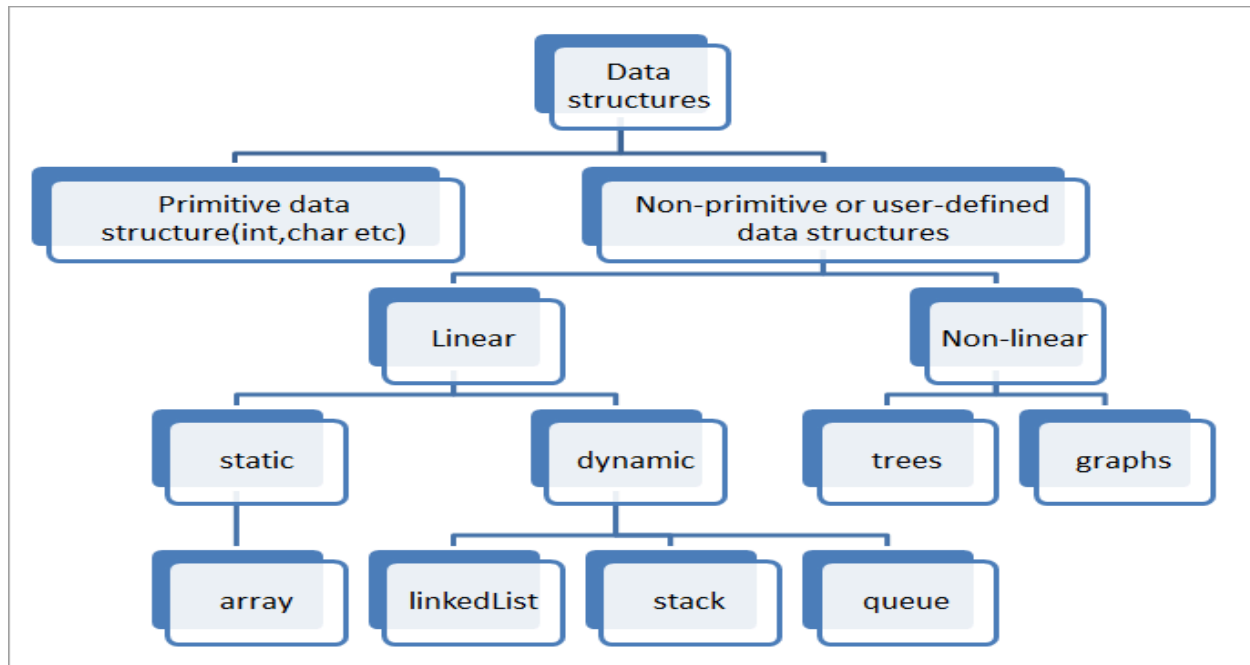 Data
structures
Primitive data
structure(int,char etc)
Non-primitive or user-defined
data structures
Linear
Non-linear
static
dynamic
trees
graphs
array
linkedList
stack
queue